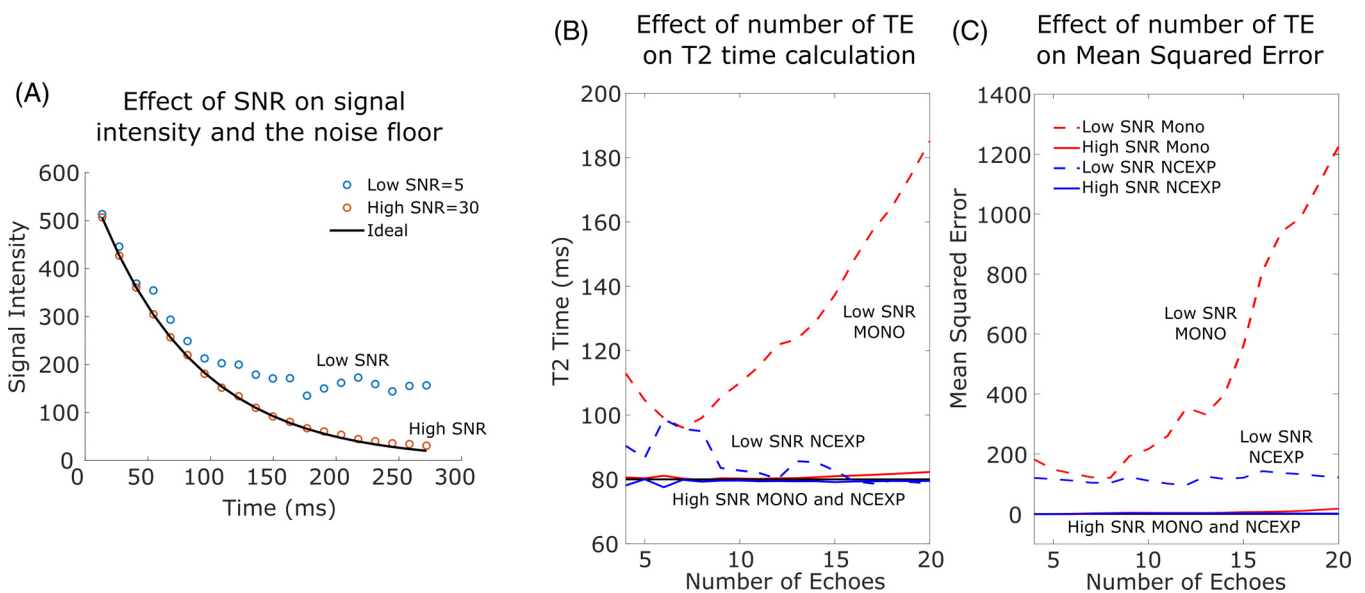 (A)
Effect of SNR on signal
intensity and the noise floor
600
500
400
300
200
100
0
0
50
100
150
200
250
300
Signal Intensity
Time (ms)
Low SNR=5
High SNR=30
Ideal
Low SNR
High SNR
(B)
Effect of number of TE
on T2 time calculation
200
180
160
140
120
100
80
60
5
10
15
20
T2 Time (ms)
Number of Echoes
Low SNR
MONO
Low SNR NCEXP
High SNR MONO and NCEXP
(C)
Effect of number of TE
on Mean Squared Error
1400
1200
1000
800
600
400
200
0
5
10
15
20
Mean Squared Error
Number of Echoes
Low SNR Mono
High SNR Mono
Low SNR NCEXP
High SNR NCEXP
Low SNR
MONO
Low SNR
NCEXP
High SNR MONO and NCEXP